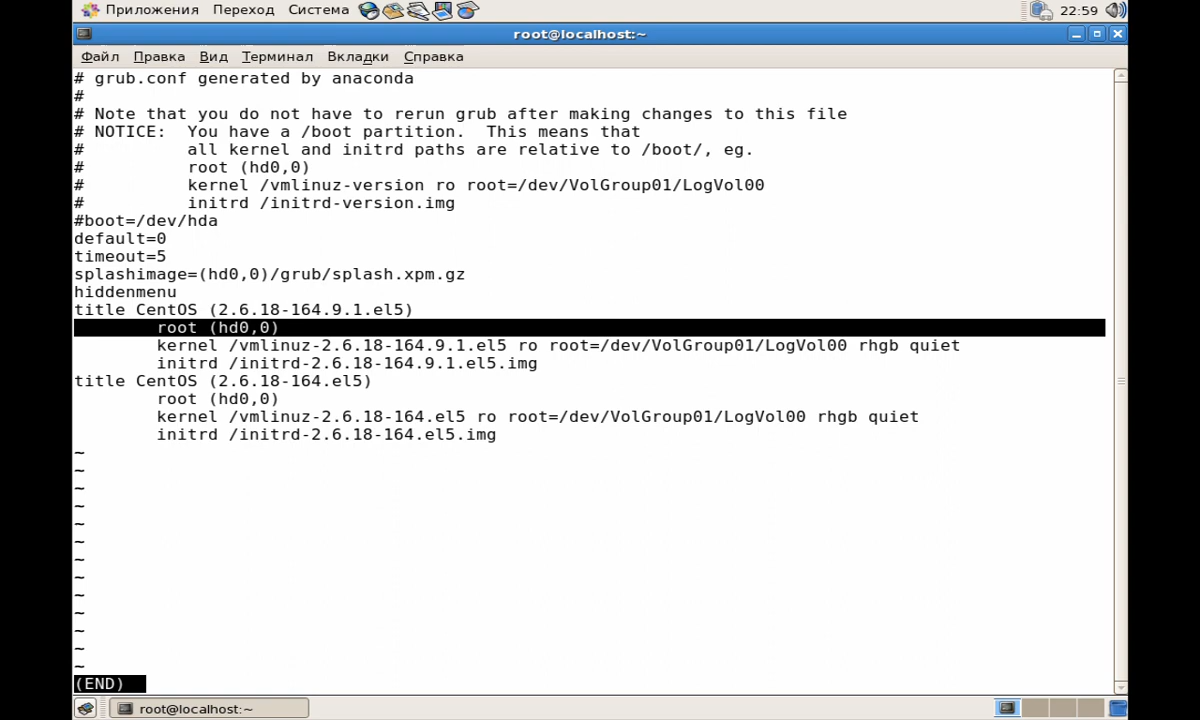 Приложения Переход Система 22:59
root@localhost:~
Файл Правка Вид Терминал Вкладки Справка
# grub.conf generated by anaconda
#
# Note that you do not have to rerun grub after making changes to this file
# NOTICE:  You have a /boot partition.  This means that
#          all kernel and initrd paths are relative to /boot/, eg.
#          root (hd0,0)
#          kernel /vmlinuz-version ro root=/dev/VolGroup01/LogVol00
#          initrd /initrd-version.img
#boot=/dev/hda
default=0
timeout=5
splashimage=(hd0,0)/grub/splash.xpm.gz
hiddenmenu
title CentOS (2.6.18-164.9.1.el5)
        root (hd0,0)
        kernel /vmlinuz-2.6.18-164.9.1.el5 ro root=/dev/VolGroup01/LogVol00 rhgb quiet
        initrd /initrd-2.6.18-164.9.1.el5.img
title CentOS (2.6.18-164.el5)
        root (hd0,0)
        kernel /vmlinuz-2.6.18-164.el5 ro root=/dev/VolGroup01/LogVol00 rhgb quiet
        initrd /initrd-2.6.18-164.el5.img
~
~
~
~
~
~
~
~
~
~
~
~
~
(END)
root@localhost:~